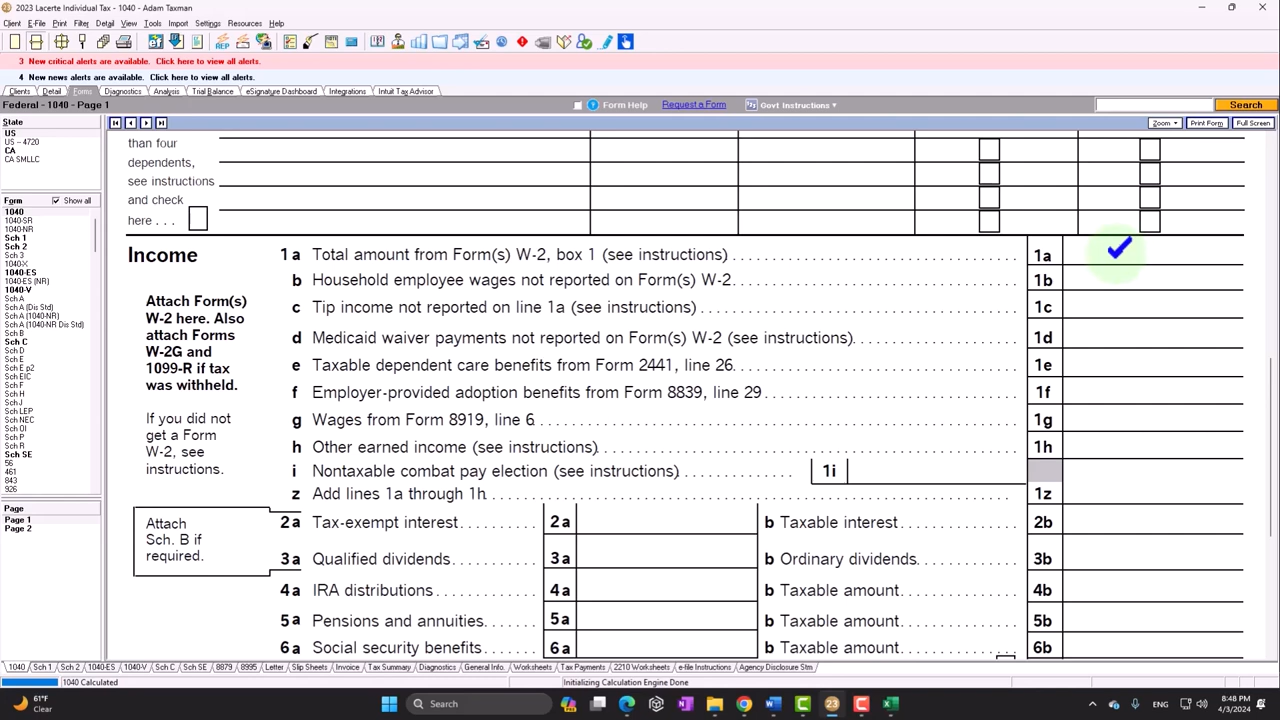 2023 Lacerte Individual Tax - 1040 - Adam Taxman
Client E-File Print Filter Detail View Tools Import Settings Resources Help
REP
3 New critical alerts are available. Click here to view all alerts.
4 New news alerts are available. Click here to view all alerts.
Clients Detail Forms Diagnostics Analysis Trial Balance eSignature Dashboard Integrations Intuit Tax Advisor
Federal - 1040 - Page 1
Form Help Request a Form Govt Instructions Search
Zoom Print Form Full Screen
State
US
US - 4720
CA
CA SMLLC
Form Show all
1040
1040-SR
1040-NR
Sch 1
Sch 2
Sch 3
1040-X
1040-ES
1040-ES (NR)
1040-V
Sch A
Sch A (Dis Std)
Sch A (1040-NR)
Sch A (1040-NR Dis Std)
Sch B
Sch C
Sch D
Sch E
Sch E p2
Sch EIC
Sch F
Sch H
Sch J
Sch LEP
Sch NEC
Sch OI
Sch P
Sch R
Sch SE
56
461
843
926
Page
Page 1
Page 2
than four
dependents,
see instructions
and check
here . . .
Income
Attach Form(s)
W-2 here. Also
attach Forms
W-2G and
1099-R if tax
was withheld.
If you did not
get a Form
W-2, see
instructions.
1 a Total amount from Form(s) W-2, box 1 (see instructions) 1a
b Household employee wages not reported on Form(s) W-2 1b
c Tip income not reported on line 1a (see instructions) 1c
d Medicaid waiver payments not reported on Form(s) W-2 (see instructions) 1d
e Taxable dependent care benefits from Form 2441, line 26 1e
f Employer-provided adoption benefits from Form 8839, line 29 1f
g Wages from Form 8919, line 6 1g
h Other earned income (see instructions) 1h
i Nontaxable combat pay election (see instructions) 1i
z Add lines 1a through 1h 1z
Attach
Sch. B if
required.
2a Tax-exempt interest 2a b Taxable interest 2b
3a Qualified dividends 3a b Ordinary dividends 3b
4a IRA distributions 4a b Taxable amount 4b
5a Pensions and annuities 5a b Taxable amount 5b
6a Social security benefits 6a b Taxable amount 6b
1040 Sch 1 Sch 2 1040-ES 1040-V Sch C Sch SE 8879 8995 Letter Slip Sheets Invoice Tax Summary Diagnostics General Info. Worksheets Tax Payments 2210 Worksheets e-file Instructions Agency Disclosure Stm
1040 Calculated Initializing Calculation Engine Done
61°F
Clear
Search
23
ENG
8:48 PM
4/3/2024